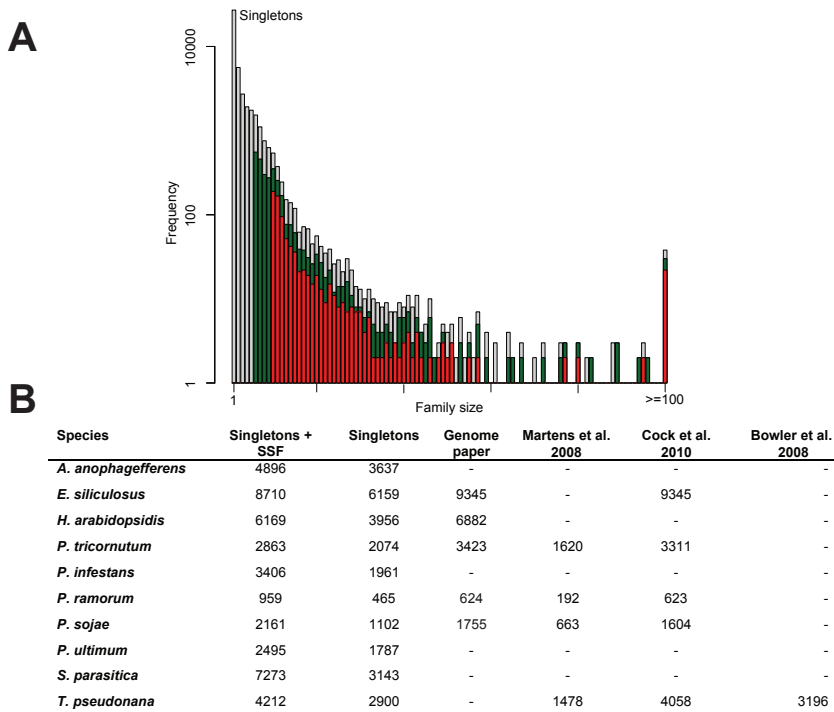 A
Singletons
10000
100
1
Frequency
1
Family size
>=100
B
Species Singletons + SSF Singletons Genome paper Martens et al. 2008 Cock et al. 2010 Bowler et al. 2008
A. anophagefferens 4896 3637 - - - -
E. siliculosus 8710 6159 9345 - 9345 -
H. arabidopsidis 6169 3956 6882 - - -
P. tricornutum 2863 2074 3423 1620 3311 -
P. infestans 3406 1961 - - - -
P. ramorum 959 465 624 192 623 -
P. sojae 2161 1102 1755 663 1604 -
P. ultimum 2495 1787 - - - -
S. parasitica 7273 3143 - - - -
T. pseudonana 4212 2900 - 1478 4058 3196